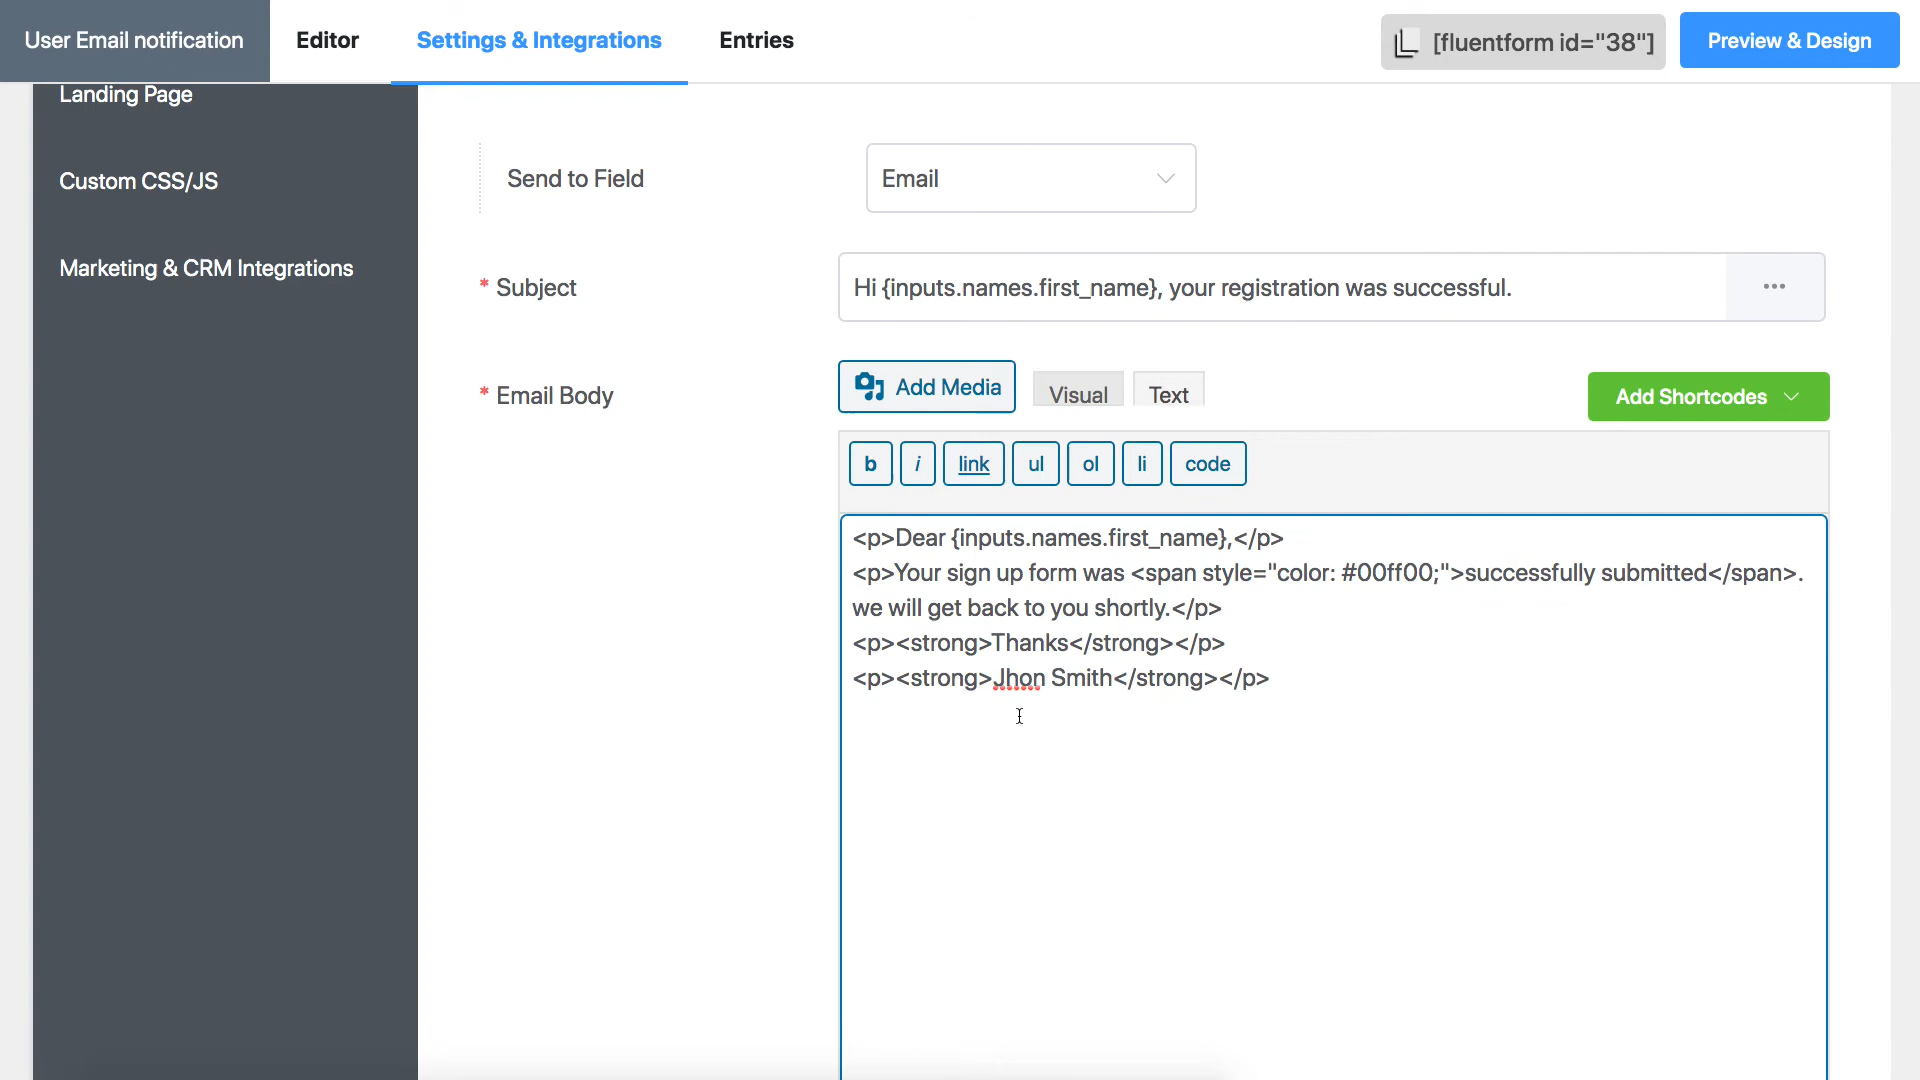 User Email notification
Editor
Settings & Integrations
Entries
[fluentform id="38"]
Preview & Design
Landing Page
Custom CSS/JS
Marketing & CRM Integrations
Send to Field
Email
* Subject
Hi {inputs.names.first_name}, your registration was successful.
* Email Body
Add Media
Visual
Text
Add Shortcodes
b
i
link
ul
ol
li
code
<p>Dear {inputs.names.first_name},</p>
<p>Your sign up form was <span style="color: #00ff00;">successfully submitted</span>.
we will get back to you shortly.</p>
<p><strong>Thanks</strong></p>
<p><strong>Jhon Smith</strong></p>